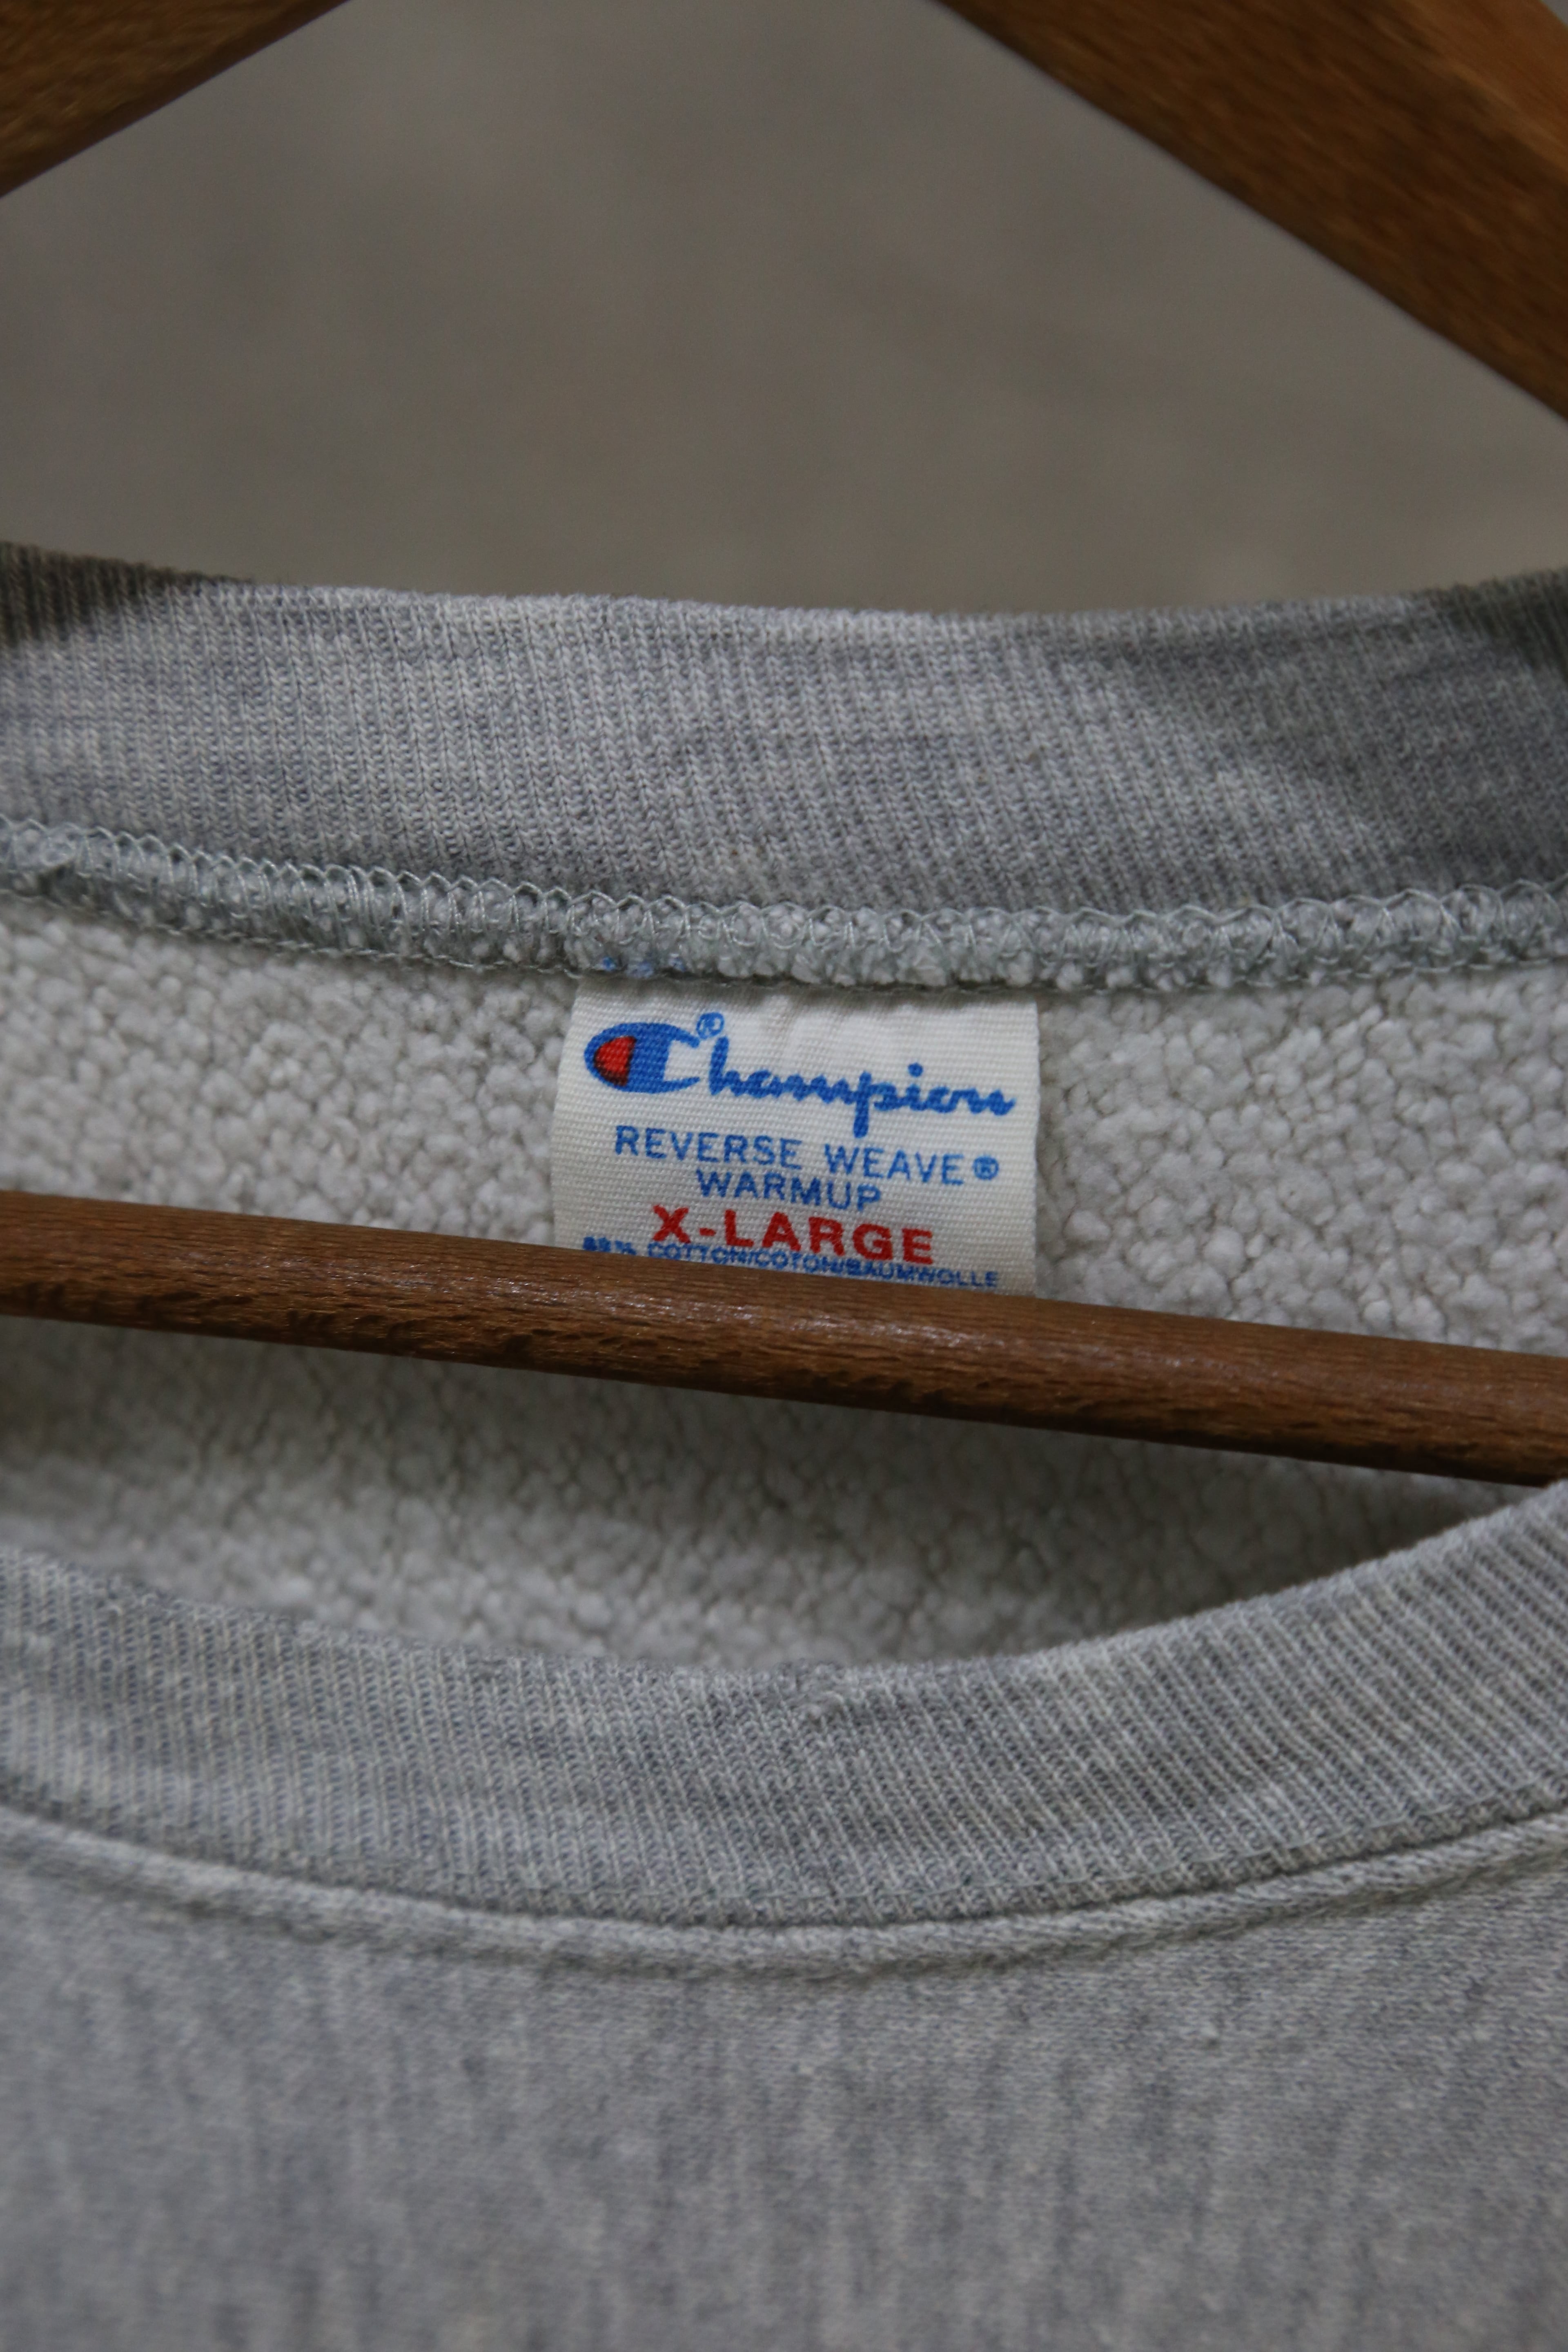 Champion®
REVERSE WEAVE®
WARMUP
X-LARGE
COTTON/COTON/BAUMWOLLE